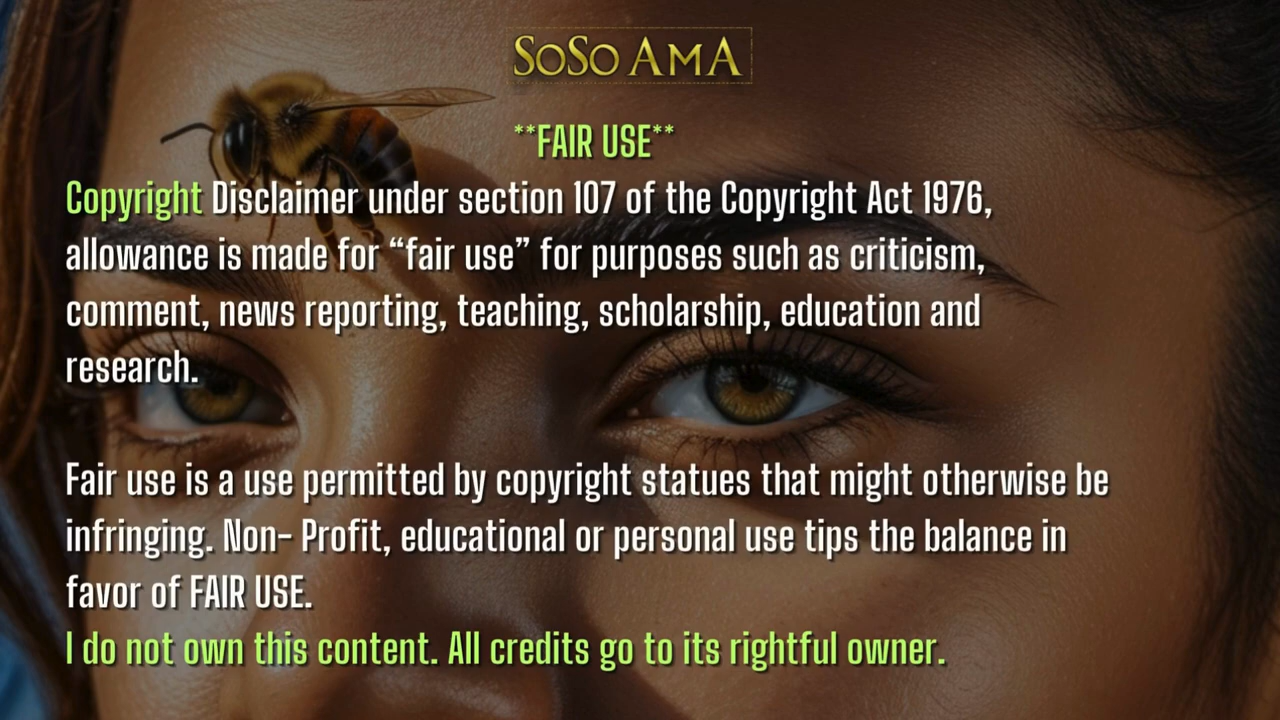 SoSo AmA
**FAIR USE**
Copyright Disclaimer under section 107 of the Copyright Act 1976,
allowance is made for “fair use” for purposes such as criticism,
comment, news reporting, teaching, scholarship, education and
research.
Fair use is a use permitted by copyright statues that might otherwise be
infringing. Non- Profit, educational or personal use tips the balance in
favor of FAIR USE.
I do not own this content. All credits go to its rightful owner.